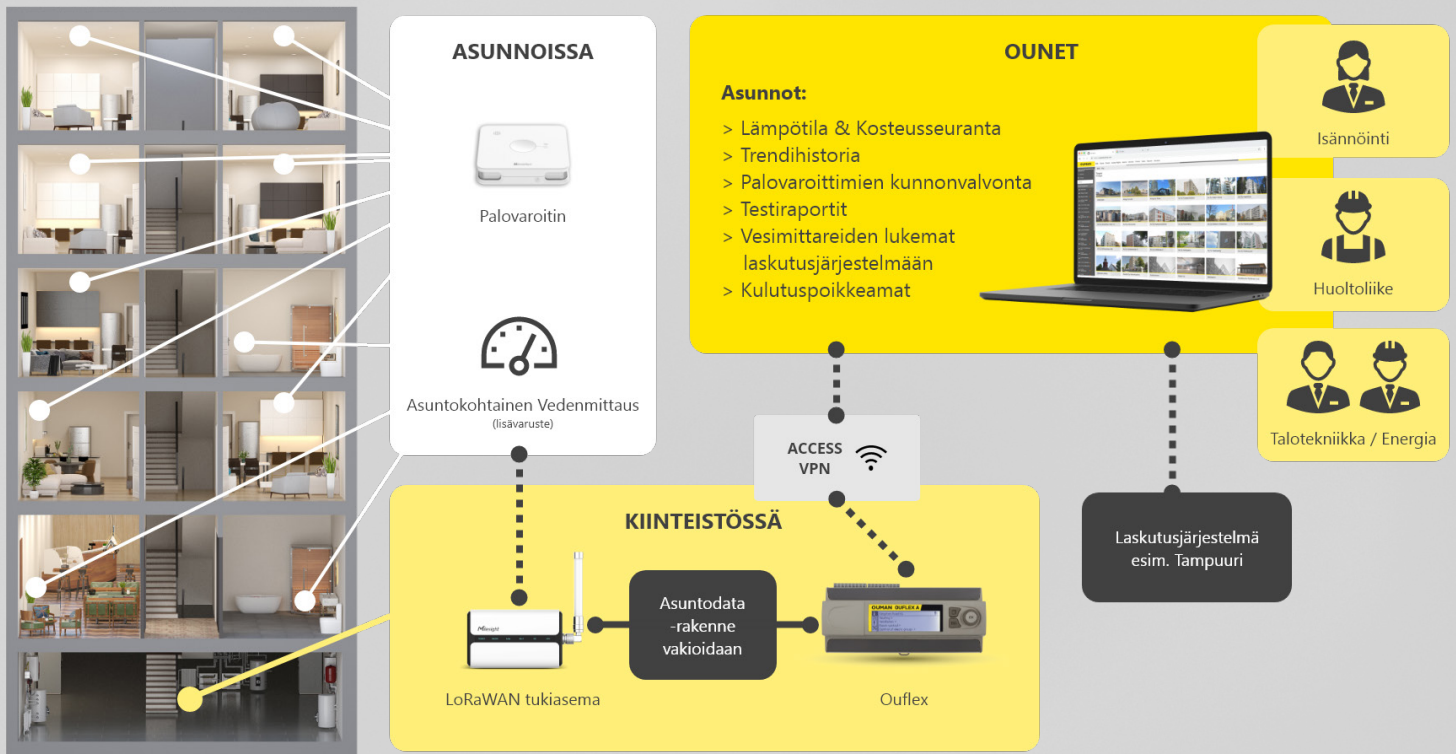 ASUNNOISSA
Palovaroitin
Asuntokohtainen Vedenmittaus
(lisävaruste)
OUNET
Asunnot:
> Lämpötila & Kosteusseuranta
> Trendihistoria
> Palovaroittimien kunnonvalvonta
> Testiraportit
> Vesimittareiden lukemat
laskutusjärjestelmään
> Kulutuspoikkeamat
Isännöinti
Huoltoliike
Talotekniikka / Energia
ACCESS
VPN
KIINTEISTÖSSÄ
Milesight
LoRaWAN tukiasema
Asuntodata
-rakenne
vakioidaan
OUMAN OUFLEX A
Ouflex
Laskutusjärjestelmä
esim. Tampuuri